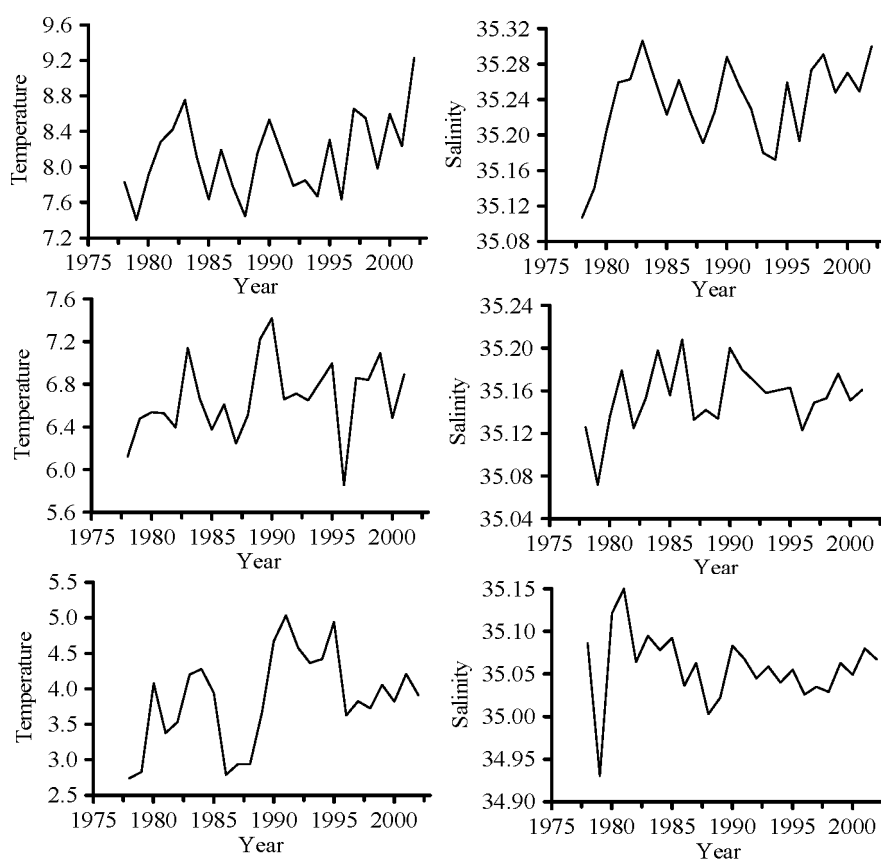 9.6
9.2
8.8
8.4
8.0
7.6
7.2
Temperature
1975 1980 1985 1990 1995 2000
Year
35.32
35.28
35.24
35.20
35.16
35.12
35.08
Salinity
1975 1980 1985 1990 1995 2000
Year
7.6
7.2
6.8
6.4
6.0
5.6
Temperature
1975 1980 1985 1990 1995 2000
Year
35.24
35.20
35.16
35.12
35.08
35.04
Salinity
1975 1980 1985 1990 1995 2000
Year
5.5
5.0
4.5
4.0
3.5
3.0
2.5
Temperature
1975 1980 1985 1990 1995 2000
Year
35.15
35.10
35.05
35.00
34.95
34.90
Salinity
1975 1980 1985 1990 1995 2000
Year